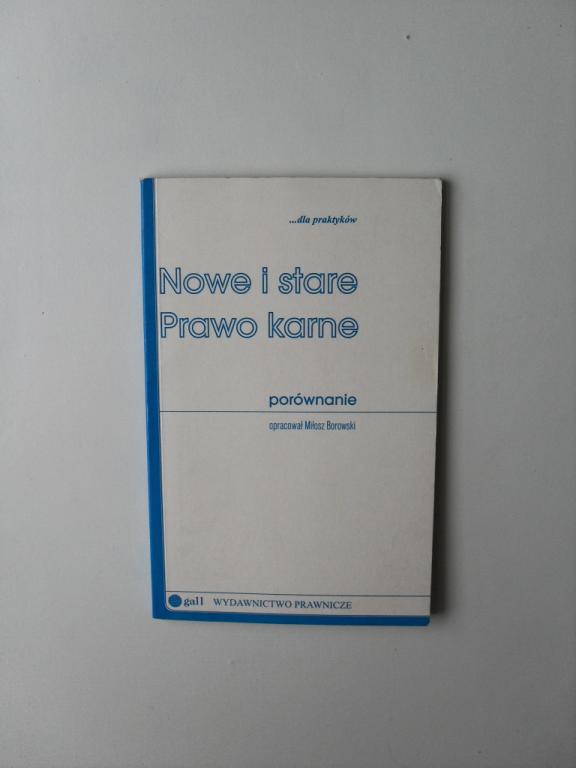 ...dla praktyków
Nowe i stare
Prawo karne
porównanie
opracował Miłosz Borowski
gall WYDAWNICTWO PRAWNICZE